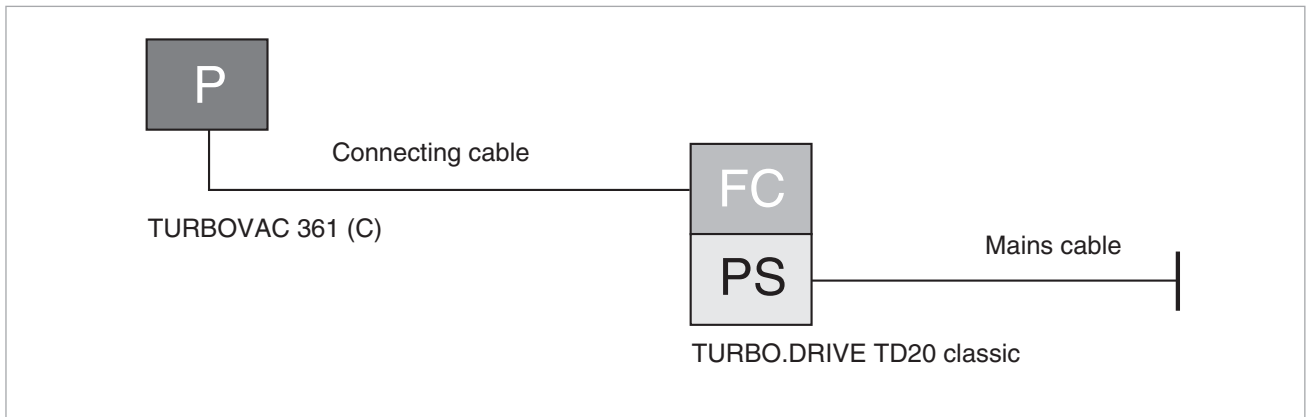 P
Connecting cable
FC
TURBOVAC 361 (C)
Mains cable
PS
TURBO.DRIVE TD20 classic